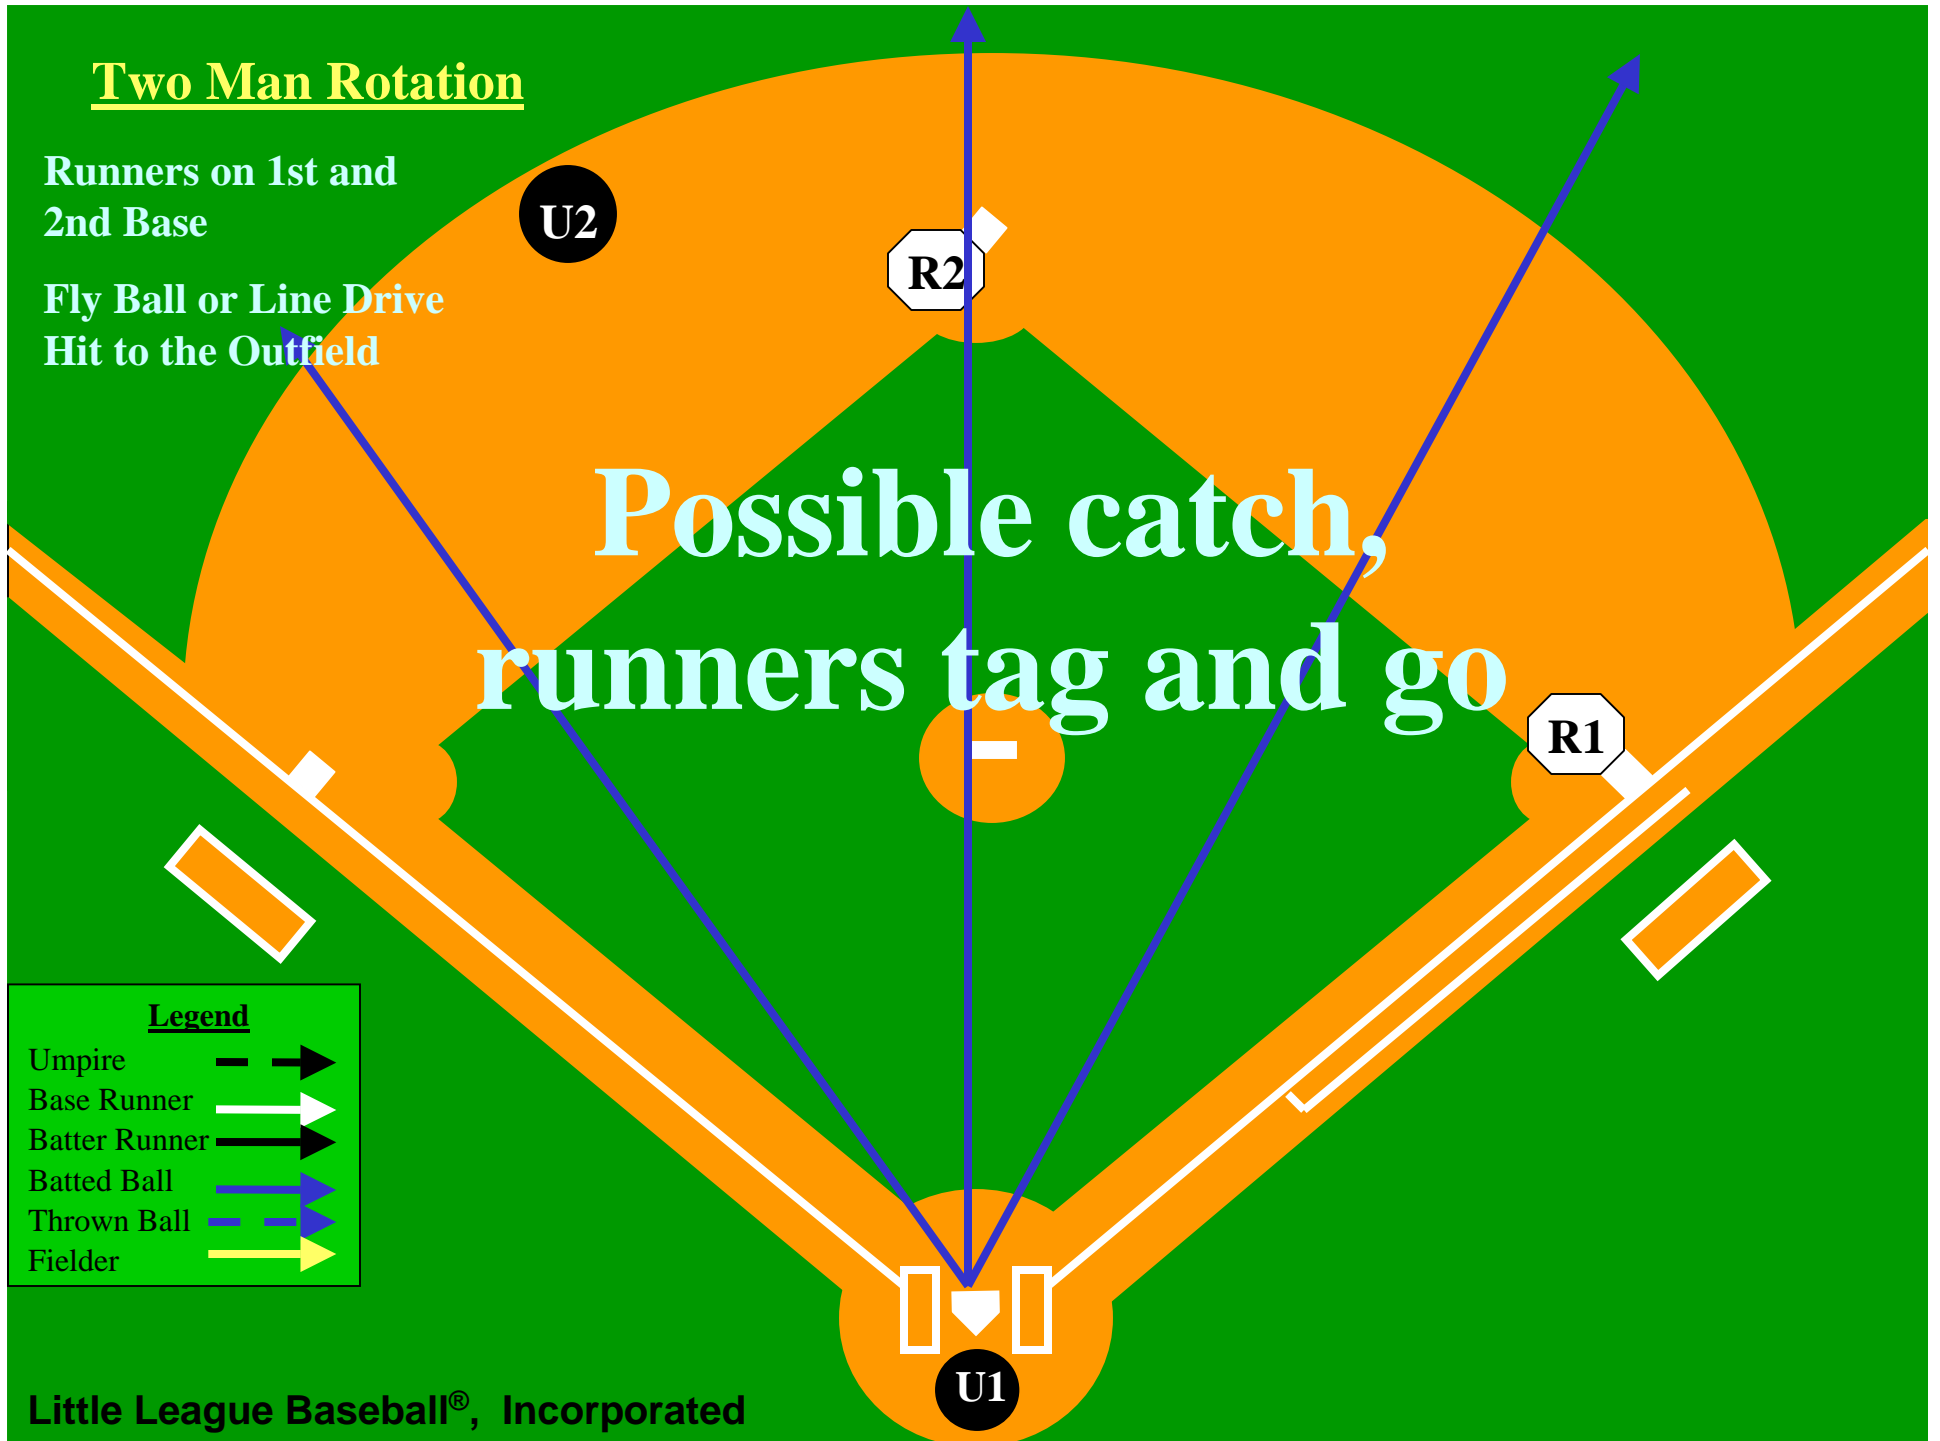 Two Man Rotation
Runners on 1st and
2nd Base
Fly Ball or Line Drive
Hit to the Outfield
U2
R2
Possible catch,
runners tag and go
R1
Legend
Umpire
Base Runner
Batter Runner
Batted Ball
Thrown Ball
Fielder
U1
Little League Baseball®, Incorporated